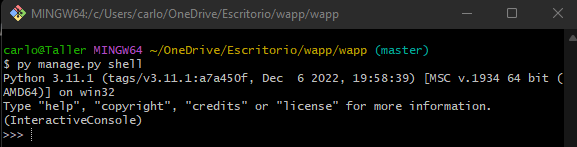 MINGW64:/c/Users/carlo/OneDrive/Escritorio/wapp/wapp
carlo@Taller MINGW64 ~/OneDrive/Escritorio/wapp/wapp (master)
$ py manage.py shell
Python 3.11.1 (tags/v3.11.1:a7a450f, Dec  6 2022, 19:58:39) [MSC v.1934 64 bit (
AMD64)] on win32
Type "help", "copyright", "credits" or "license" for more information.
(InteractiveConsole)
>>>